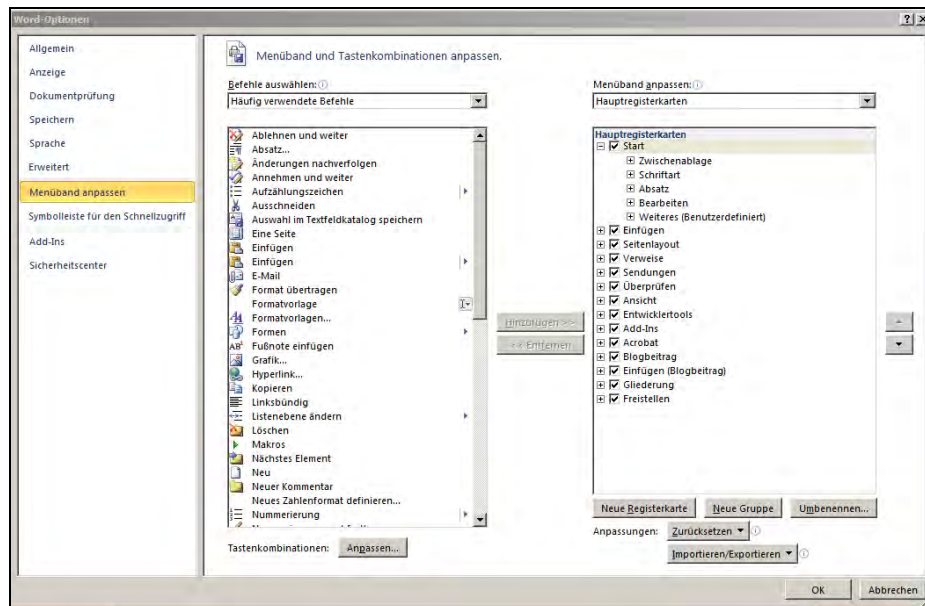 Word-Optionen
Allgemein
Anzeige
Dokumentprüfung
Speichern
Sprache
Erweitert
Menüband anpassen
Symbolleiste für den Schnellzugriff
Add-Ins
Sicherheitscenter
Menüband und Tastenkombinationen anpassen.
Befehle auswählen:
Häufig verwendete Befehle
Ablehnen und weiter
Absatz...
Änderungen nachverfolgen
Annehmen und weiter
Aufzählungszeichen
Ausschneiden
Auswahl im Textfeldkatalog speichern
Eine Seite
Einfügen
Einfügen
E-Mail
Format übertragen
Formatvorlage
Formatvorlagen...
Formen
Fußnote einfügen
Grafik...
Hyperlink...
Kopieren
Linksbündig
Listenebene ändern
Löschen
Makros
Nächstes Element
Neu
Neuer Kommentar
Neues Zahlenformat definieren...
Nummerierung
Tastenkombinationen: Anpassen...
Hinzufügen >>
<< Entfernen
Menüband anpassen:
Hauptregisterkarten
Hauptregisterkarten
Start
Zwischenablage
Schriftart
Absatz
Bearbeiten
Weiteres (Benutzerdefiniert)
Einfügen
Seitenlayout
Verweise
Sendungen
Überprüfen
Ansicht
Entwicklertools
Add-Ins
Acrobat
Blogbeitrag
Einfügen (Blogbeitrag)
Gliederung
Freistellen
Neue Registerkarte Neue Gruppe Umbenennen...
Anpassungen: Zurücksetzen
Importieren/Exportieren
OK Abbrechen